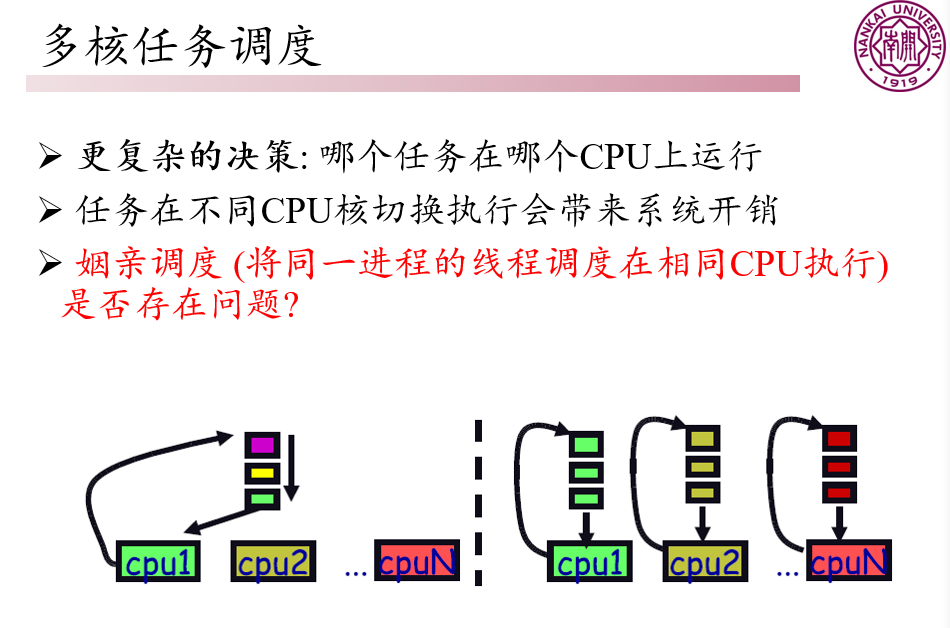 多核任务调度
NANKAI UNIVERSITY
南開
1919
更复杂的决策: 哪个任务在哪个CPU上运行
任务在不同CPU核切换执行会带来系统开销
姻亲调度 (将同一进程的线程调度在相同CPU执行)
是否存在问题?
cpu1 cpu2 ... cpuN cpu1 cpu2 ... cpuN